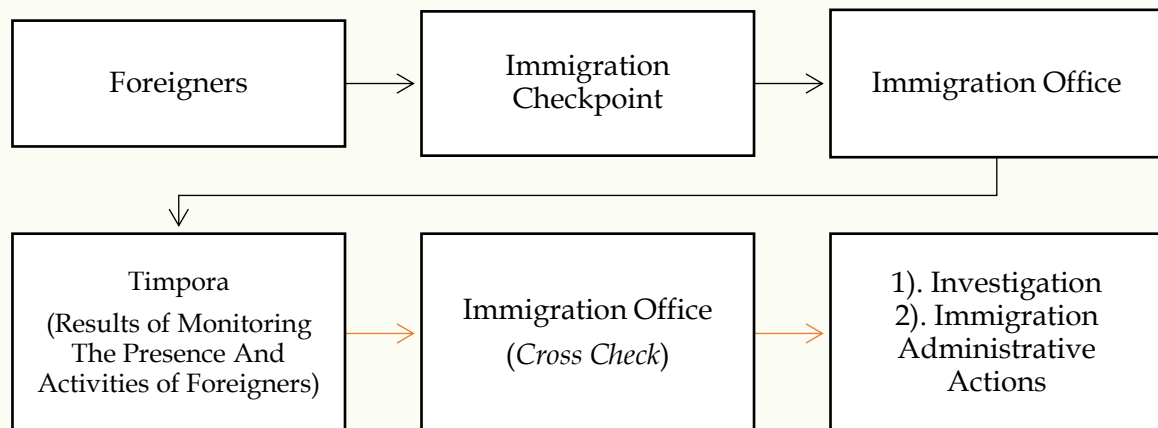 Foreigners
Immigration
Checkpoint
Immigration Office
Timpora
(Results of Monitoring
The Presence And
Activities of Foreigners)
Immigration Office
(Cross Check)
1). Investigation
2). Immigration
Administrative
Actions